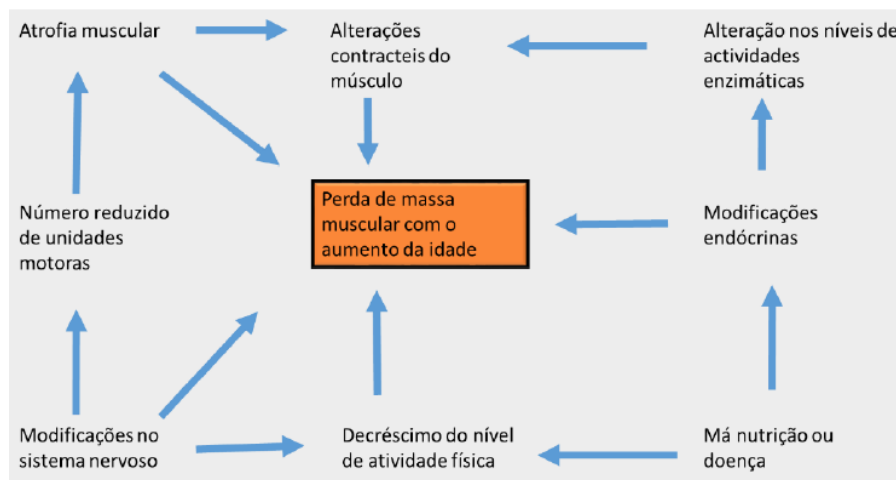 Atrofia muscular
Alterações
contracteis do
músculo
Alteração nos níveis de
actividades
enzimáticas
Número reduzido
de unidades
motoras
Perda de massa
muscular com o
aumento da idade
Modificações
endócrinas
Modificações no
sistema nervoso
Decréscimo do nível
de atividade física
Má nutrição ou
doença